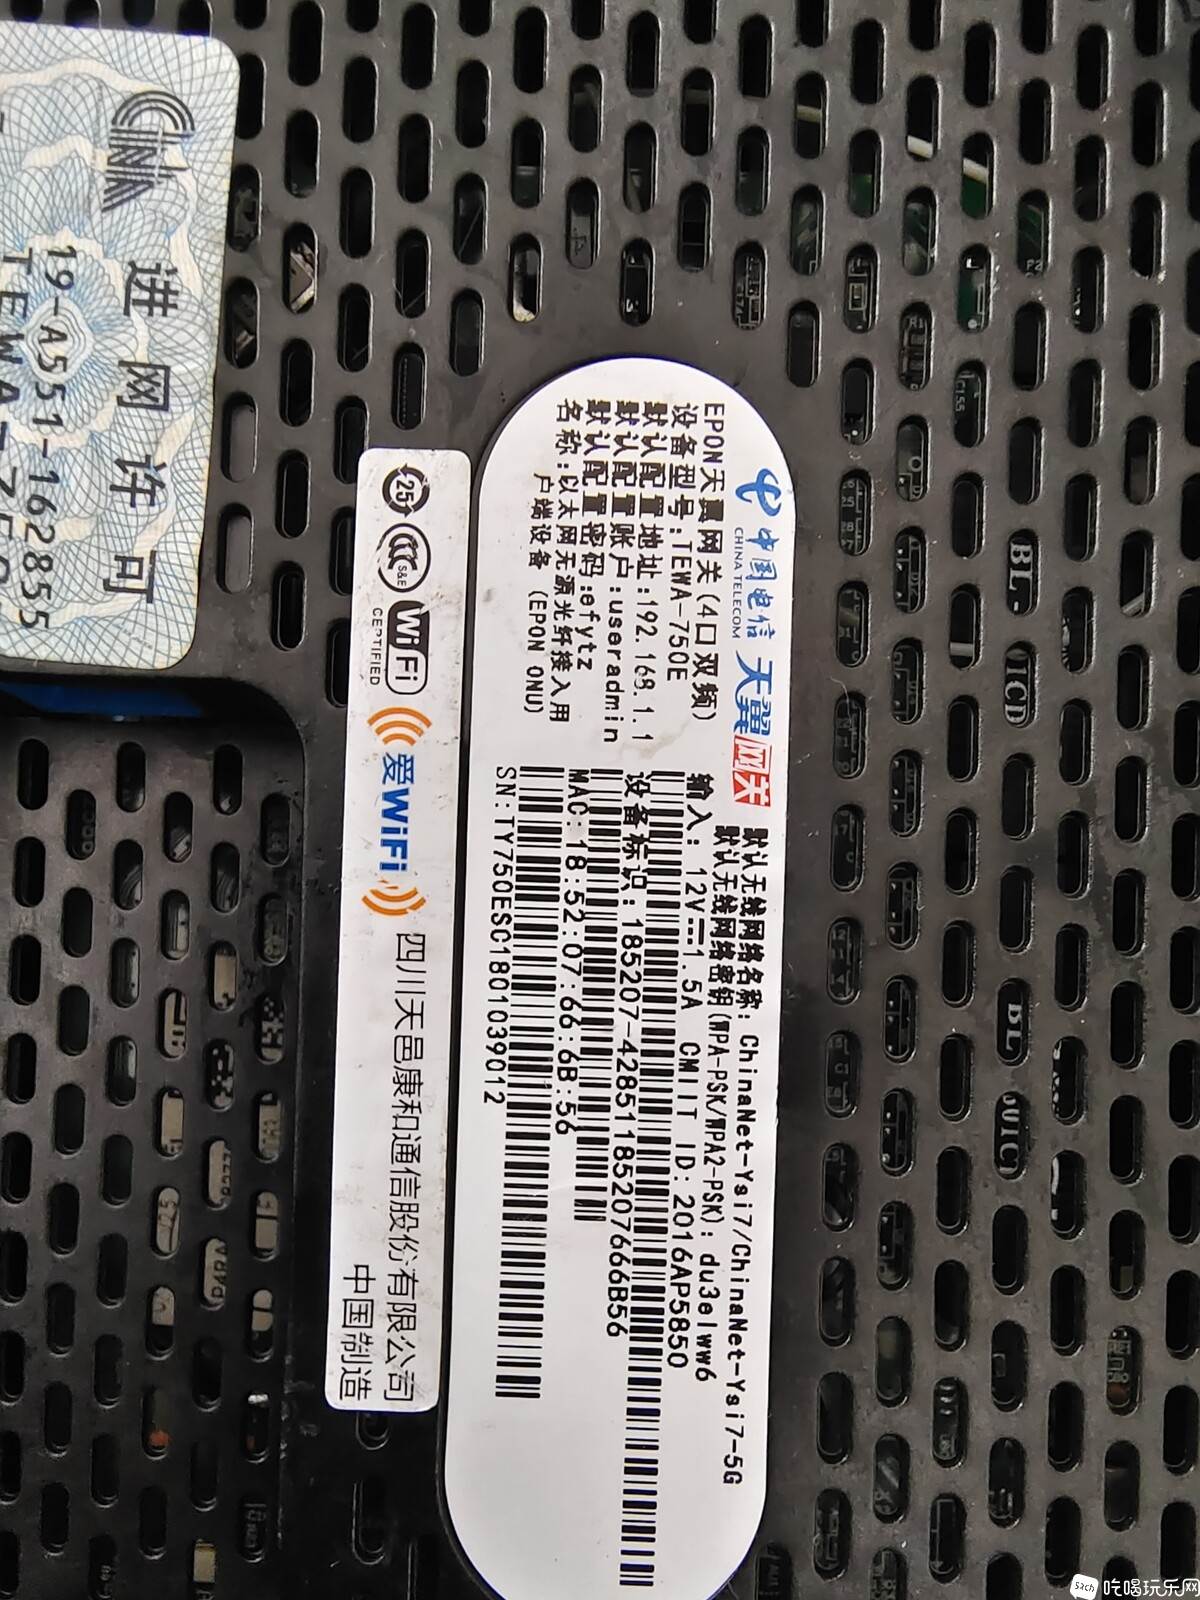 CHINA
进网许可
19-A551-162855
中国电信
CHINA TELECOM
天翼网关
EPON天翼网关(4口双频)
设备型号:TEWA-750E
默认配置地址:192.168.1.1
默认配置账户:useradmin
默认配置密码:efytz
名称:以太网无源光纤接入用
户端设备 (EPON ONU)
默认无线网络名称: ChinaNet-Ysi7/ChinaNet-Ysi7-5G
默认无线网络密钥(WPA-PSK/WPA2-PSK): du3elww6
输入: 12V 1.5A CMIIT ID: 2016AP5850
设备标识: 185207-42851185207666B56
MAC: 18:52:07:66:6B:56
SN: TY750ESC1801039012
25
S&E
WiFi
CERTIFIED
爱WiFi
四川天邑康和通信股份有限公司
中国制造
BL-
吃喝玩乐网